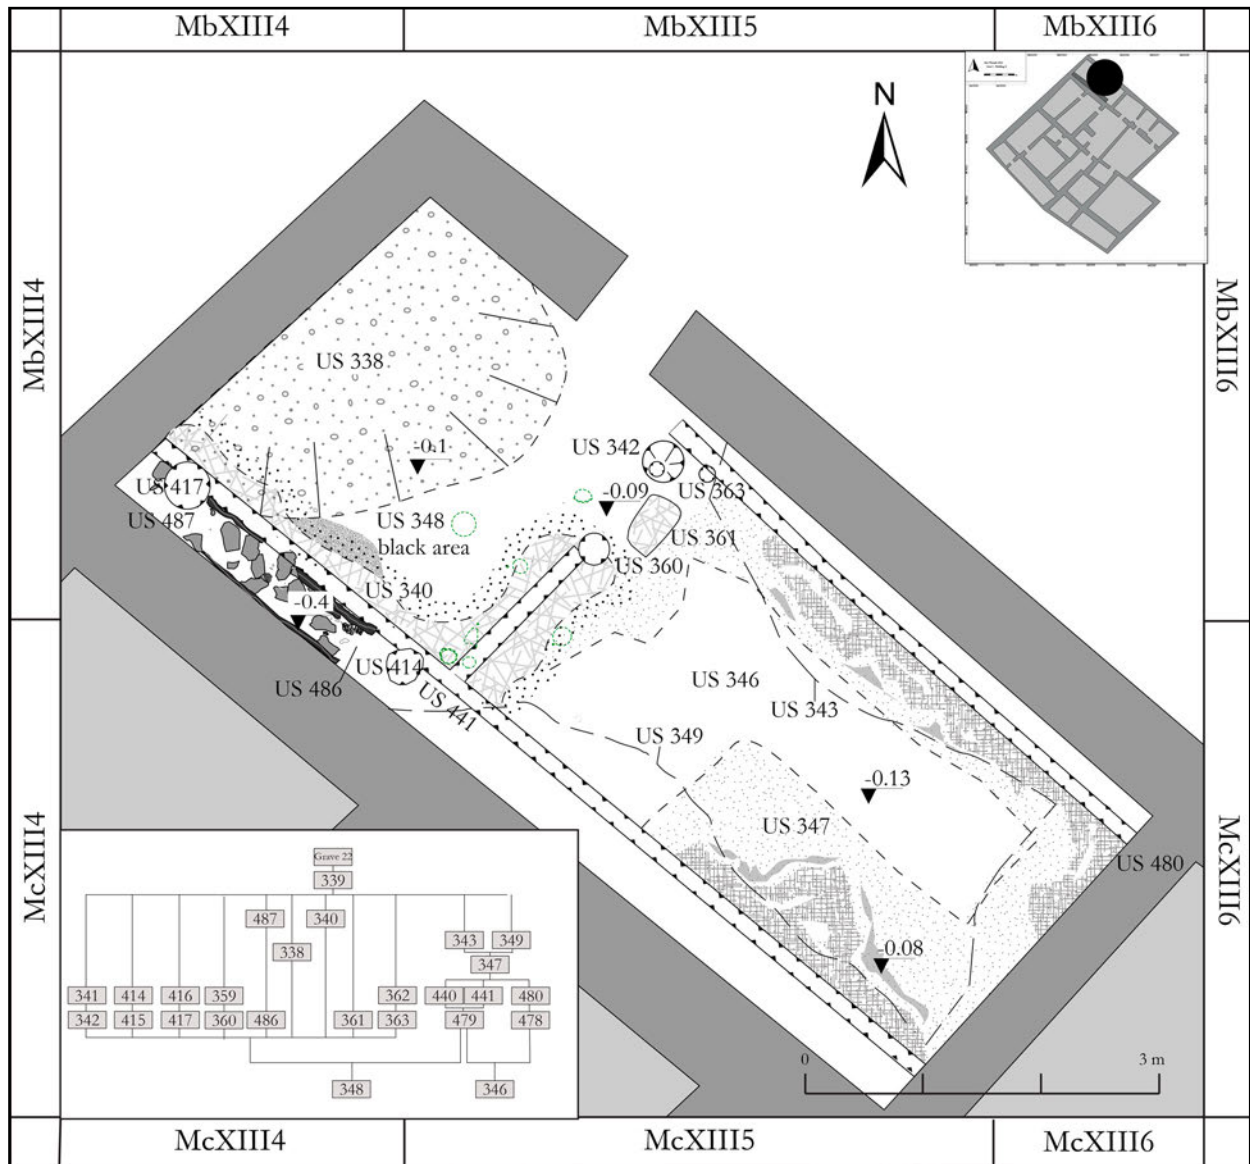 MbXIII4 MbXIII5 MbXIII6
MbXIII4
MbXIII6
N
US 338
-0.1
US 342
-0.09
US 363
US 417
US 487
US 348
black area
US 361
US 360
US 340
-0.4
US 414
US 486
US 441
US 346
US 343
US 349
-0.13
US 347
US 480
-0.08
McXIII4
McXIII6
Grave 22
339
487 340
338
343 349
347
341 414 416 359 362 440 441 480
342 415 417 360 486 361 363 479 478
348 346
0 3 m
McXIII4 McXIII5 McXIII6